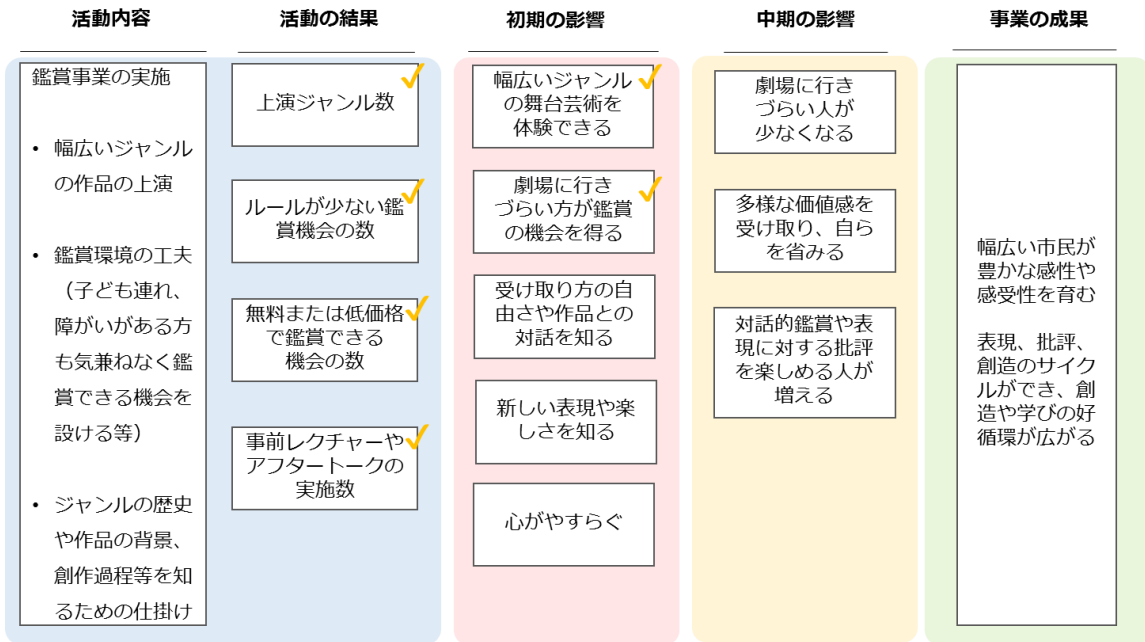 活動内容
活動の結果
初期の影響
中期の影響
事業の成果
鑑賞事業の実施
• 幅広いジャンル
の作品の上演
• 鑑賞環境の工夫
（子ども連れ、
障がいがある方
も気兼ねなく鑑
賞できる機会を
設ける等）
• ジャンルの歴史
や作品の背景、
創作過程等を知
るための仕掛け
上演ジャンル数
ルールが少ない鑑
賞機会の数
無料または低価格
で鑑賞できる
機会の数
事前レクチャーや
アフタートークの
実施数
幅広いジャンル
の舞台芸術を
体験できる
劇場に行き
づらい方が鑑賞
の機会を得る
受け取り方の自
由さや作品との
対話を知る
新しい表現や楽
しさを知る
心がやすらぐ
劇場に行き
づらい人が
少なくなる
多様な価値感を
受け取り、自ら
を省みる
対話的鑑賞や表
現に対する批評
を楽しめる人が
増える
幅広い市民が
豊かな感性や
感受性を育む
表現、批評、
創造のサイク
ルができ、創
造や学びの好
循環が広がる